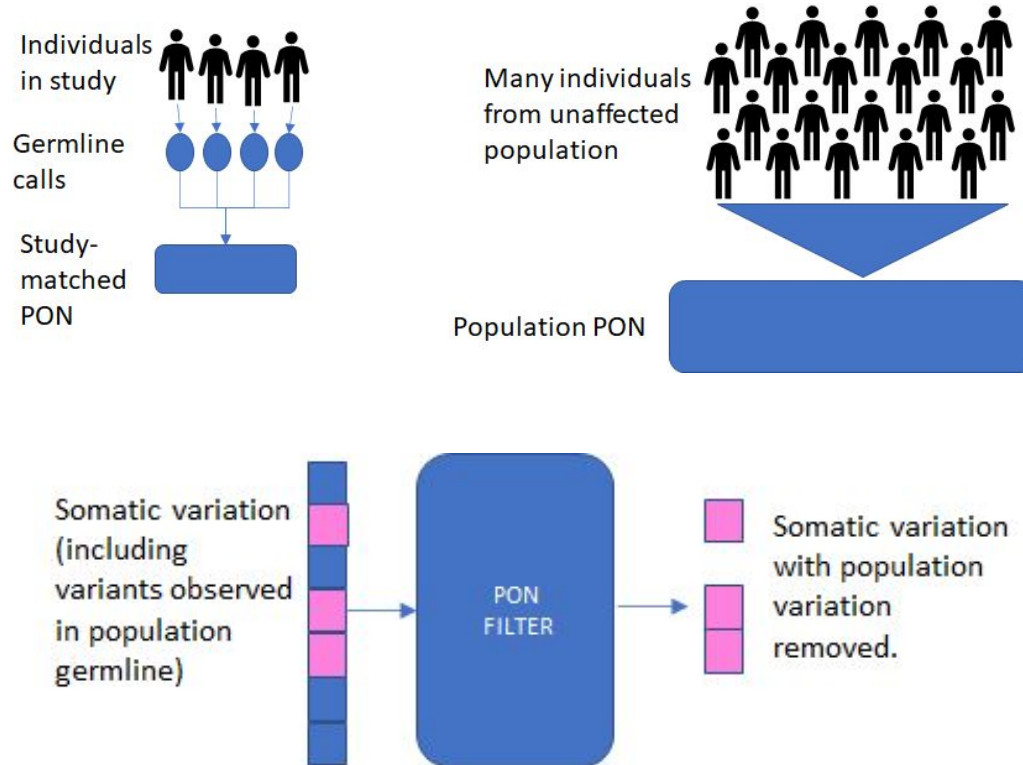 Individuals
in study
Germline
calls
Study-
matched
PON
Many individuals
from unaffected
population
Population PON
Somatic variation
(including
variants observed
in population
germline)
PON
FILTER
Somatic variation
with population
variation
removed.